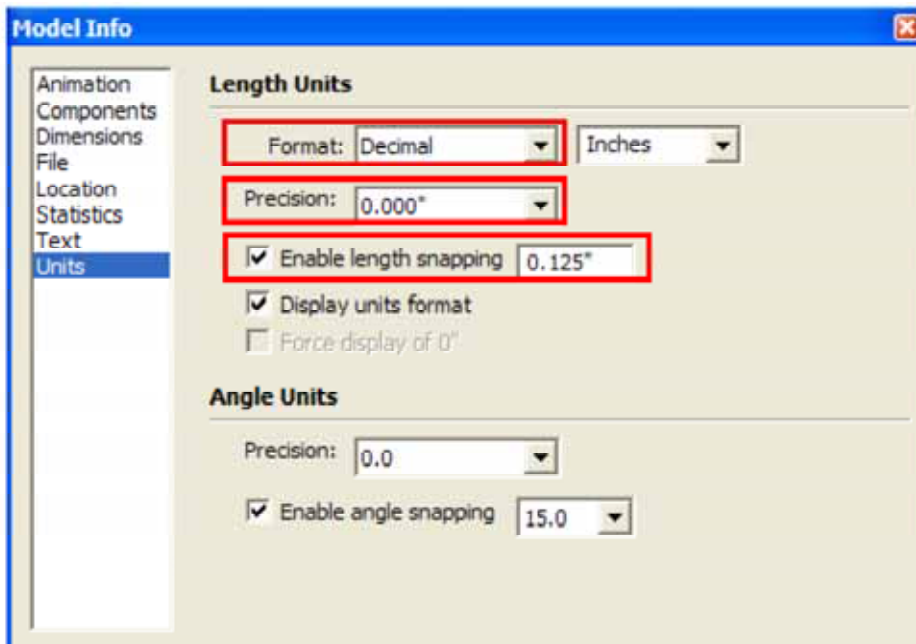 Model Info
Animation
Components
Dimensions
File
Location
Statistics
Text
Units
Length Units
Format: Decimal Inches
Precision: 0.000"
Enable length snapping 0.125"
Display units format
Force display of 0"
Angle Units
Precision: 0.0
Enable angle snapping 15.0